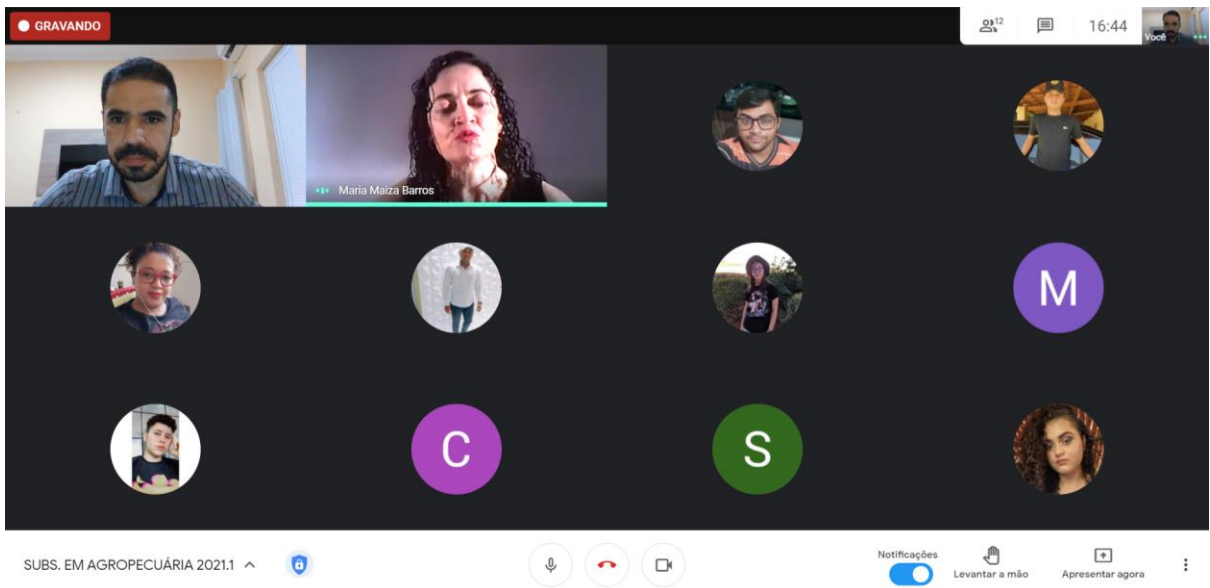 GRAVANDO
12
16:44
Você
Maria Maiza Barros
M
C
S
SUBS. EM AGROPECUÁRIA 2021.1
Notificações
Levantar a mão
Apresentar agora